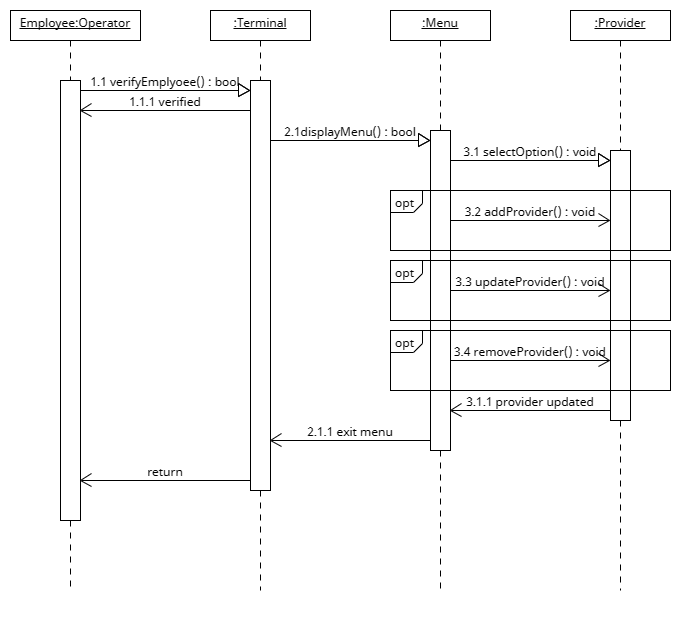 Employee:Operator
:Terminal
:Menu
:Provider
1.1 verifyEmplyoee() : bool
1.1.1 verified
2.1displayMenu() : bool
3.1 selectOption() : void
opt
3.2 addProvider() : void
opt
3.3 updateProvider() : void
opt
3.4 removeProvider() : void
3.1.1 provider updated
2.1.1 exit menu
return